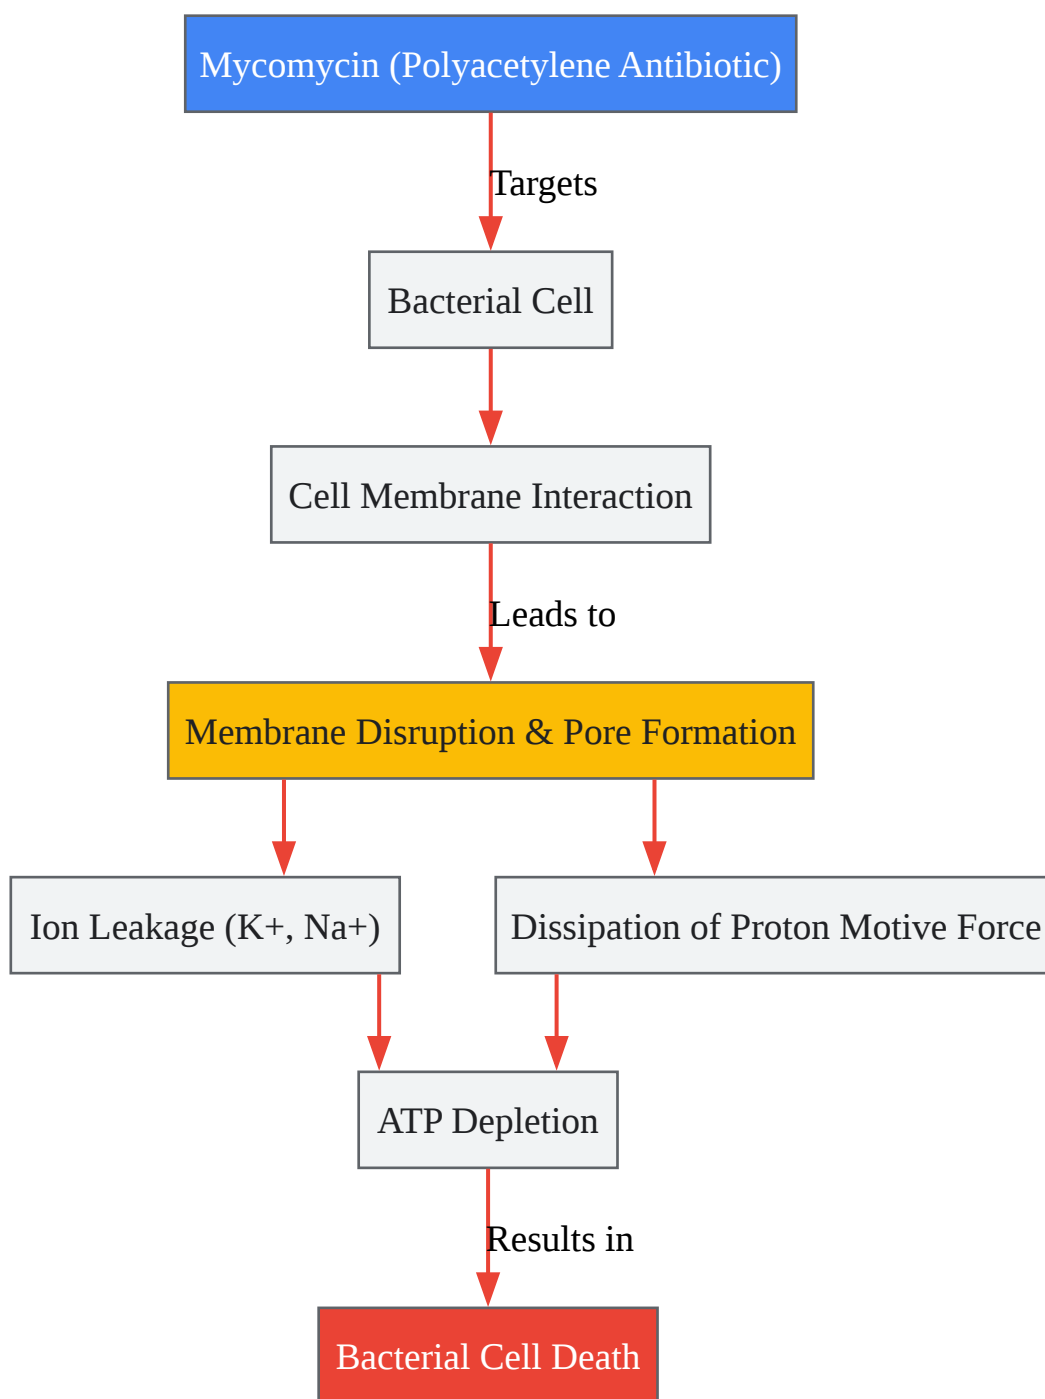 Mycomycin (Polyacetylene Antibiotic)
Targets
Bacterial Cell
Cell Membrane Interaction
Leads to
Membrane Disruption & Pore Formation
Ion Leakage (K+, Na+)
Dissipation of Proton Motive Force
ATP Depletion
Results in
Bacterial Cell Death